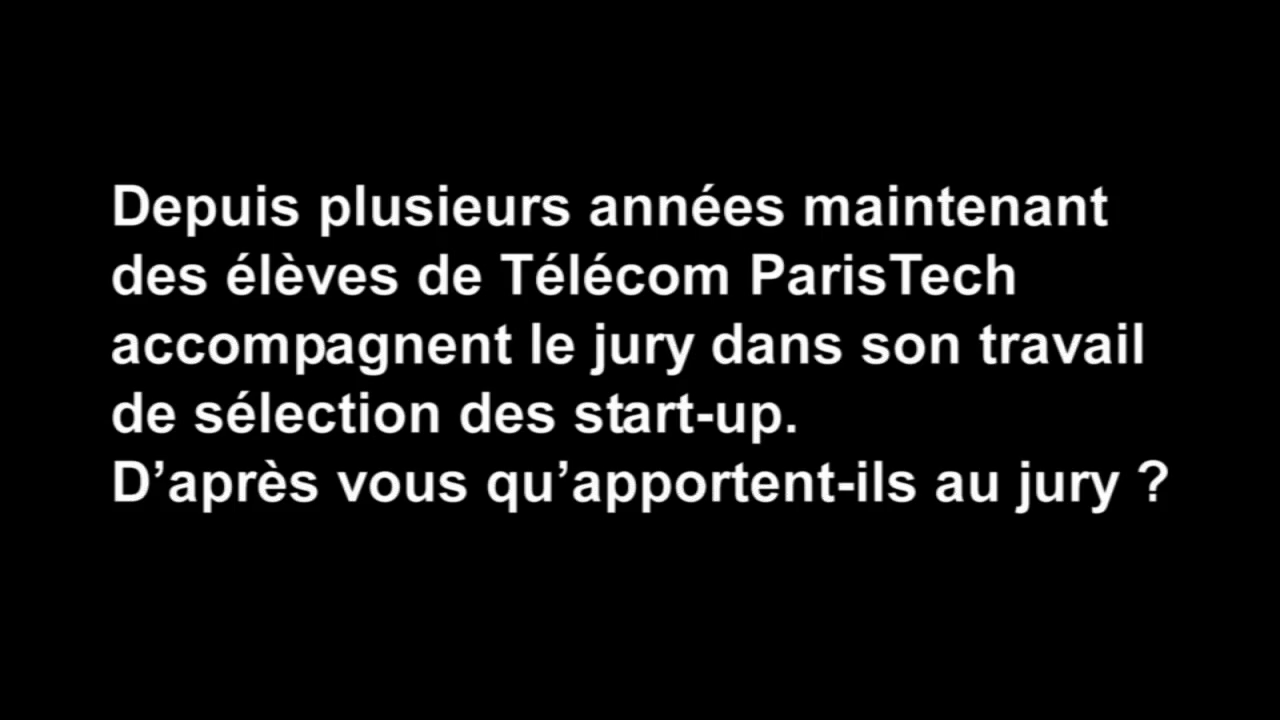 Depuis plusieurs années maintenant
des élèves de Télécom ParisTech
accompagnent le jury dans son travail
de sélection des start-up.
D’après vous qu’apportent-ils au jury ?